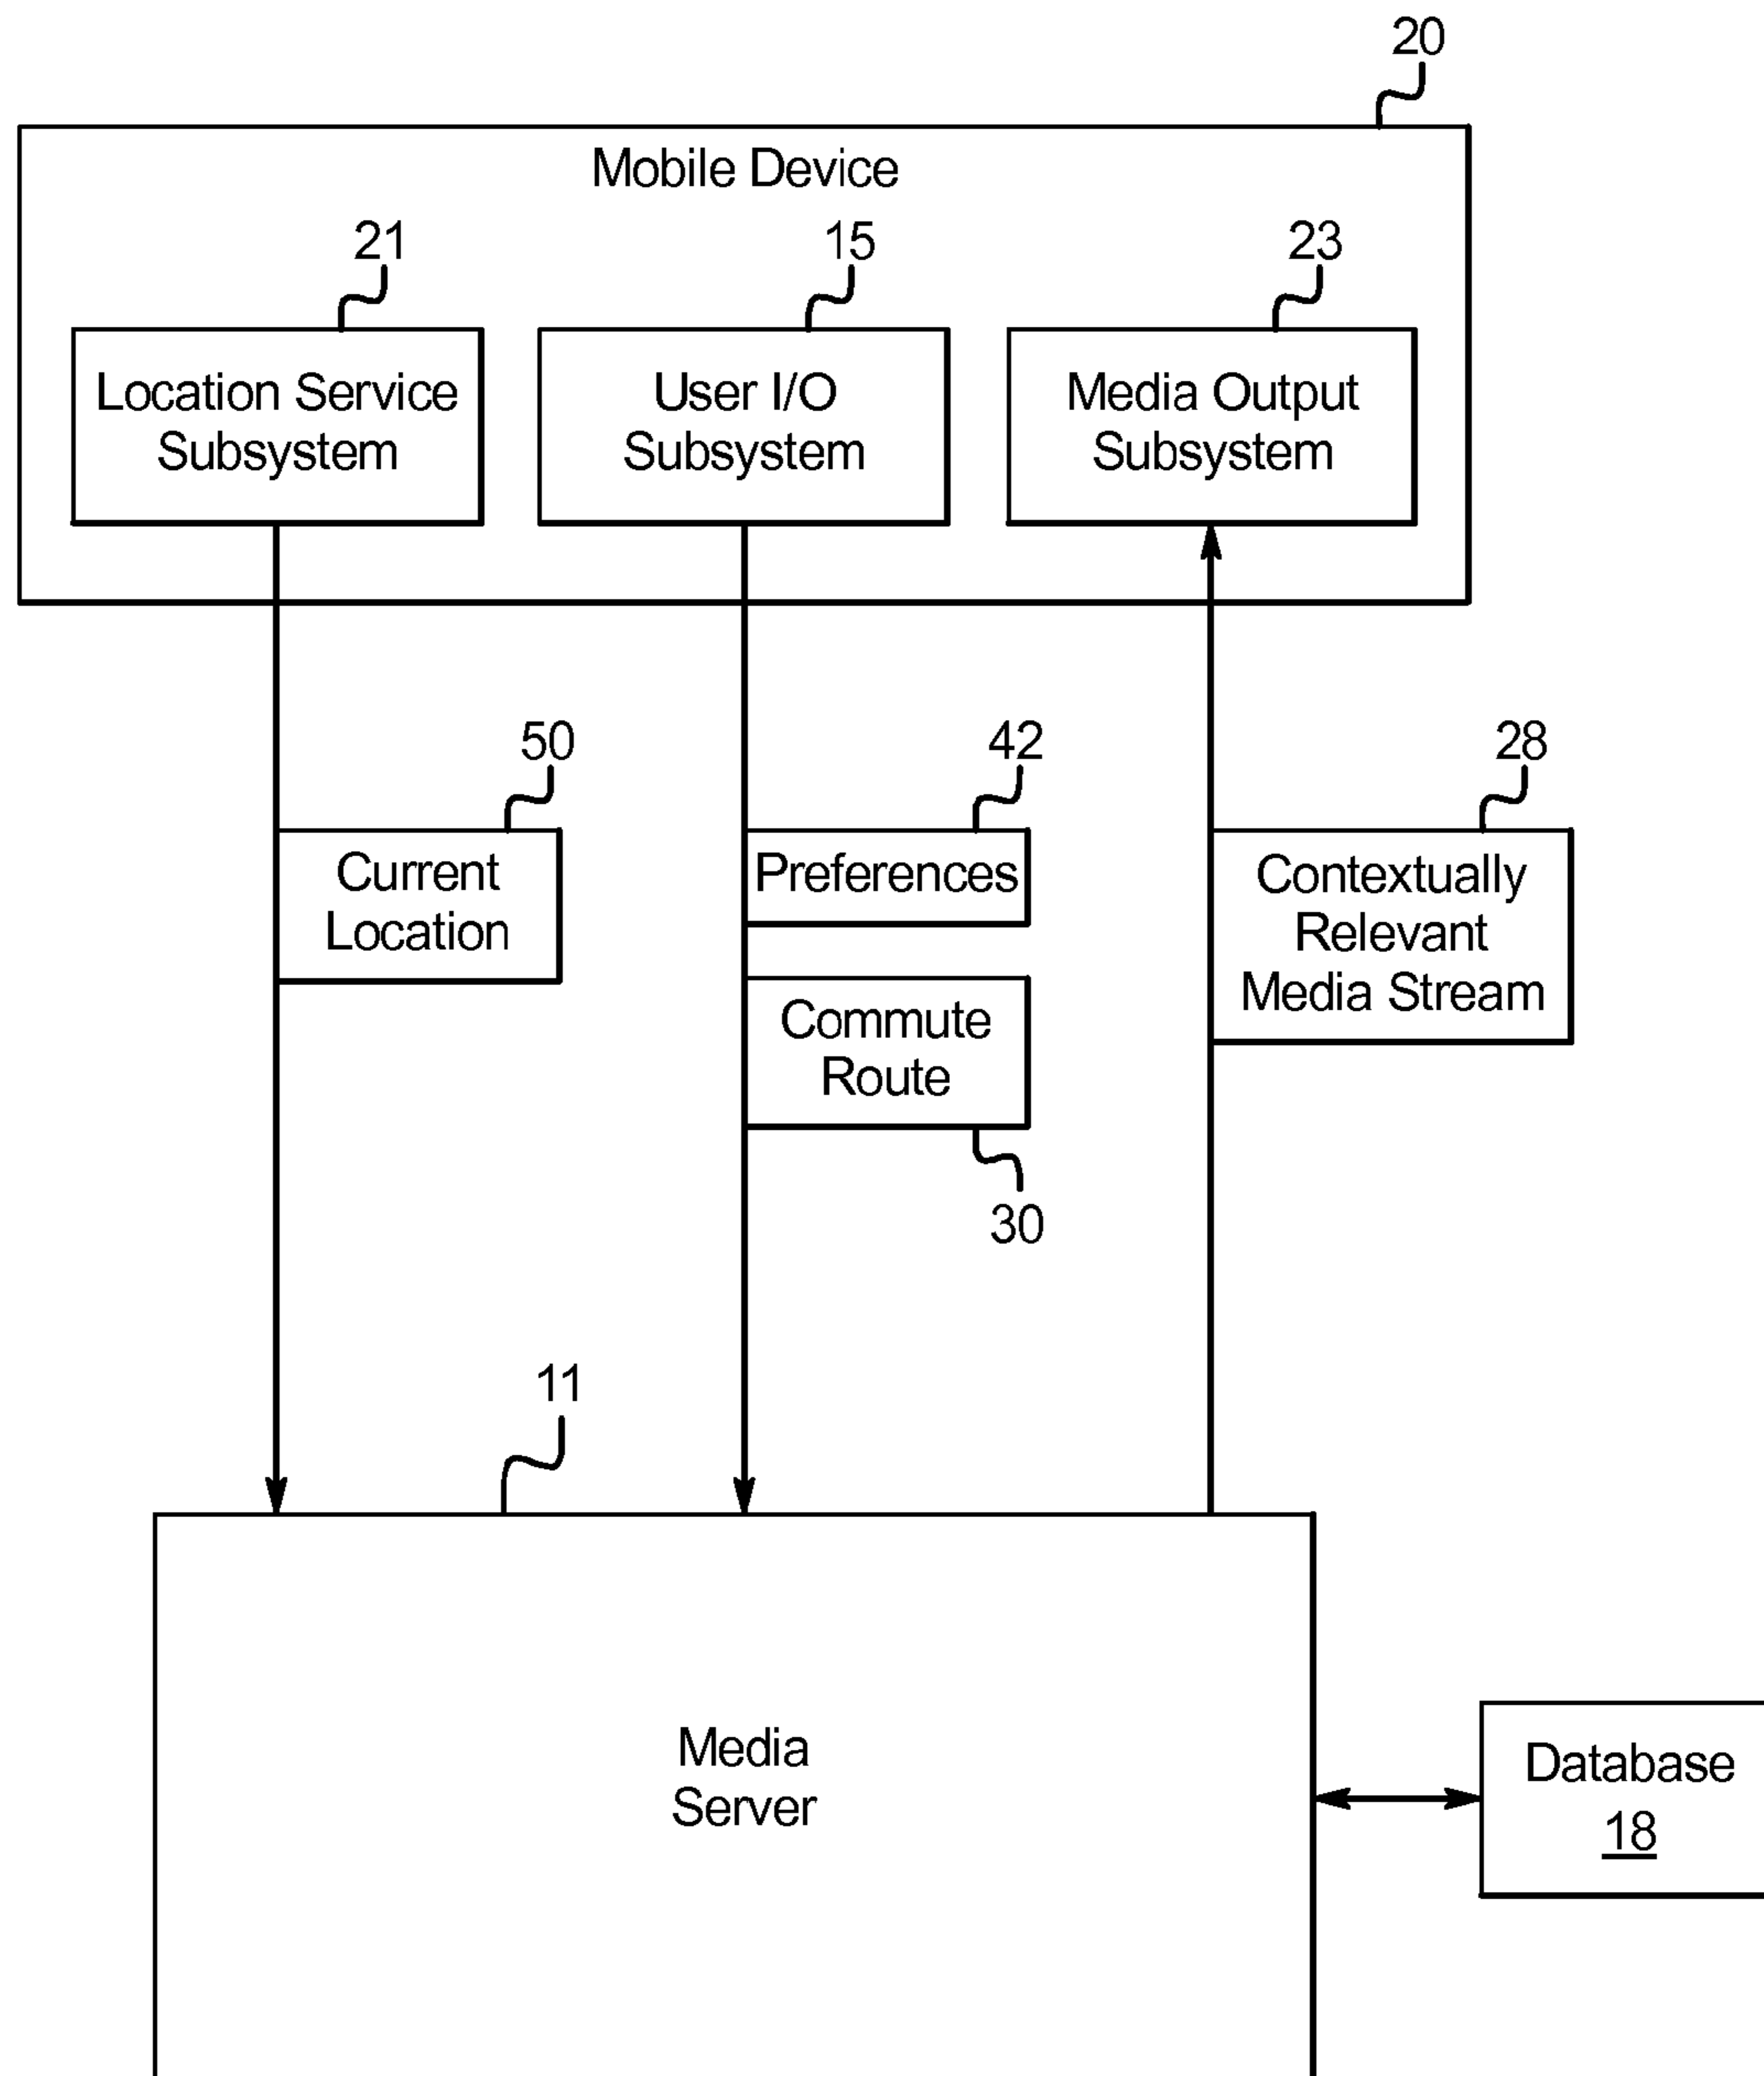 20
Mobile Device
21
15
23
Location Service
Subsystem
User I/O
Subsystem
Media Output
Subsystem
50
42
28
Current
Location
Preferences
Contextually
Relevant
Media Stream
Commute
Route
30
11
Media
Server
Database
18